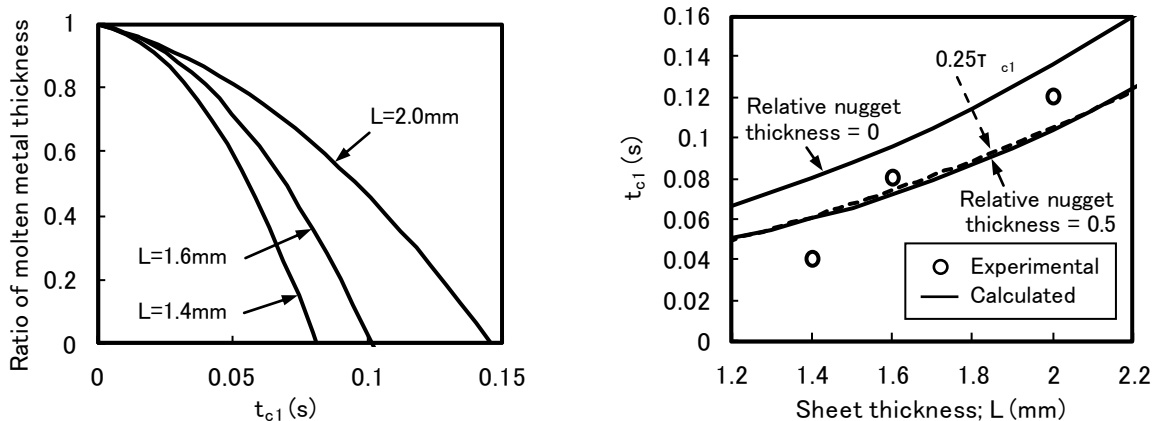 Ratio of molten metal thickness
1
0.8
0.6
0.4
0.2
0
0
0.05
0.1
0.15
t_c1 (s)
L=2.0mm
L=1.6mm
L=1.4mm
t_c1 (s)
0.16
0.14
0.12
0.10
0.08
0.06
0.04
0.02
0
1.2
1.4
1.6
1.8
2
2.2
Sheet thickness; L (mm)
0.25τ c1
Relative nugget
thickness = 0
Relative nugget
thickness = 0.5
Experimental
Calculated